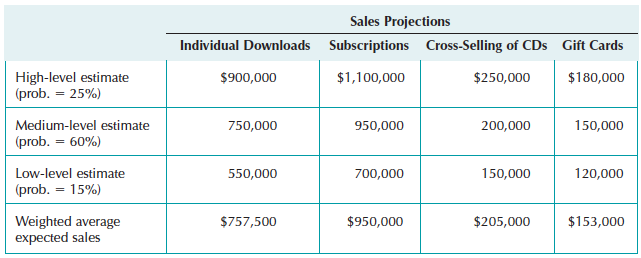 Sales Projections
Individual Downloads Subscriptions Cross-Selling of CDs Gift Cards
High-level estimate $900,000 $1,100,000 $250,000 $180,000
(prob. = 25%)
Medium-level estimate 750,000 950,000 200,000 150,000
(prob. = 60%)
Low-level estimate 550,000 700,000 150,000 120,000
(prob. = 15%)
Weighted average $757,500 $950,000 $205,000 $153,000
expected sales